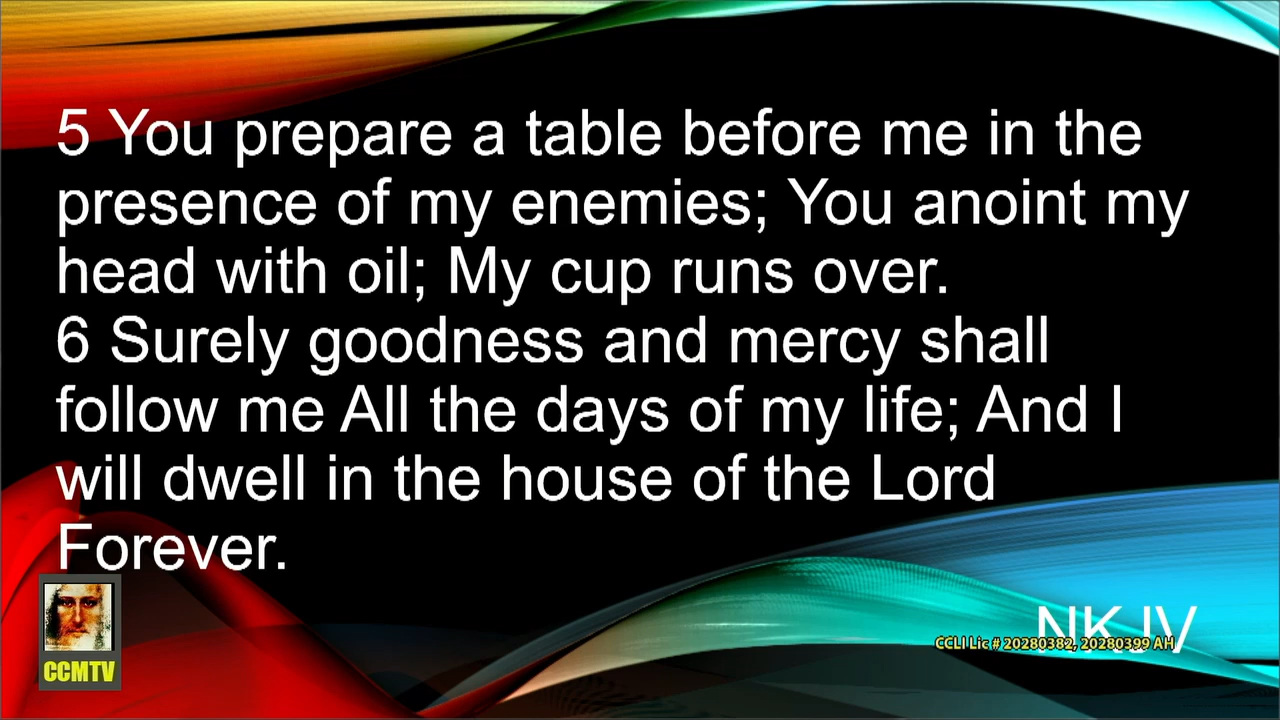 5 You prepare a table before me in the
presence of my enemies; You anoint my
head with oil; My cup runs over.
6 Surely goodness and mercy shall
follow me All the days of my life; And I
will dwell in the house of the Lord
Forever.
NKJV
CCLI Lic # 20280382, 20280399 AH
CCMTV